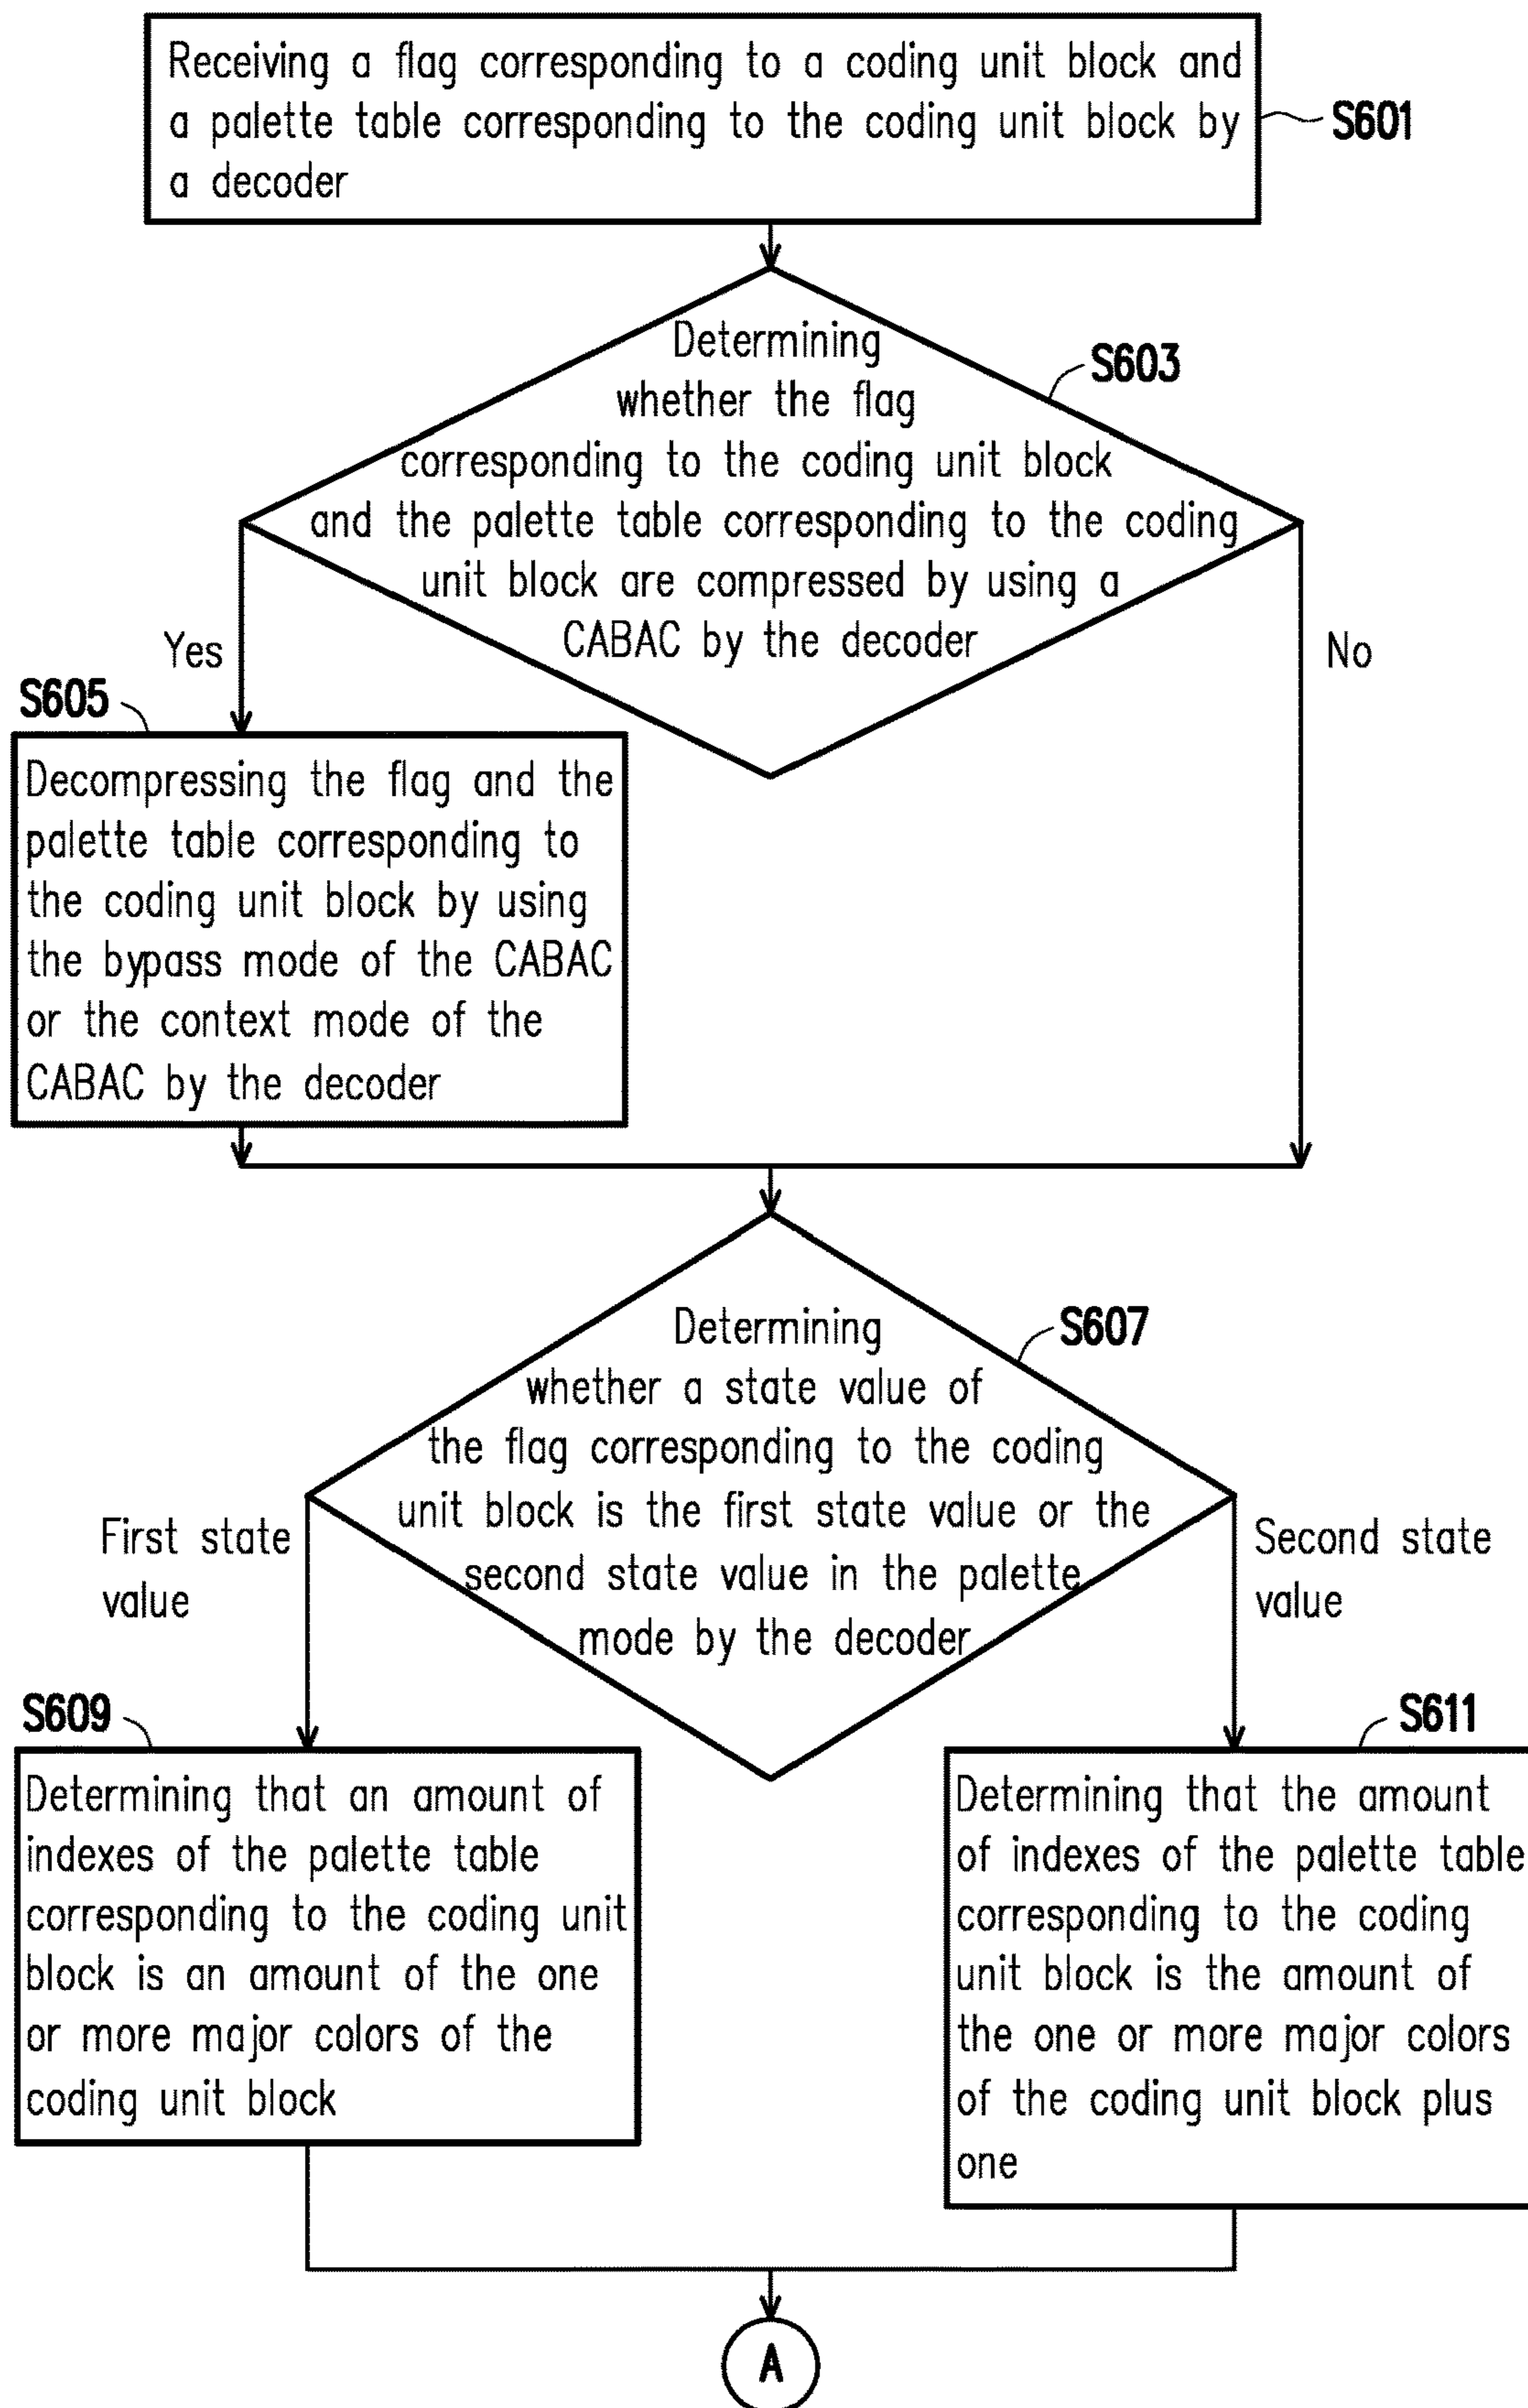 Receiving a flag corresponding to a coding unit block and
a palette table corresponding to the coding unit block by
a decoder
S601
Determining
whether the flag
corresponding to the coding unit block
and the palette table corresponding to the coding
unit block are compressed by using a
CABAC by the decoder
S603
Yes
No
S605
Decompressing the flag and the
palette table corresponding to
the coding unit block by using
the bypass mode of the CABAC
or the context mode of the
CABAC by the decoder
Determining
whether a state value of
the flag corresponding to the coding
unit block is the first state value or the
second state value in the palette
mode by the decoder
S607
First state
value
Second state
value
S609
Determining that an amount of
indexes of the palette table
corresponding to the coding unit
block is an amount of the one
or more major colors of the
coding unit block
S611
Determining that the amount
of indexes of the palette table
corresponding to the coding
unit block is the amount of
the one or more major colors
of the coding unit block plus
one
A